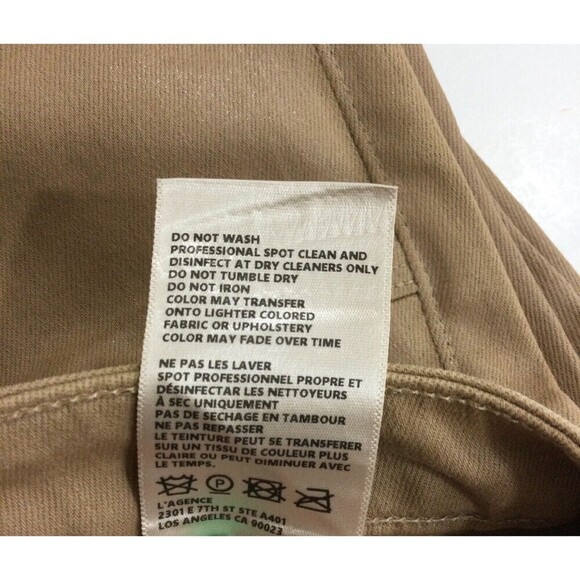 DO NOT WASH
PROFESSIONAL SPOT CLEAN AND
DISINFECT AT DRY CLEANERS ONLY
DO NOT TUMBLE DRY
DO NOT IRON
COLOR MAY TRANSFER
ONTO LIGHTER COLORED
FABRIC OR UPHOLSTERY
COLOR MAY FADE OVER TIME
NE PAS LES LAVER
SPOT PROFESSIONNEL PROPRE ET
DÉSINFECTAR LES NETTOYEURS
À SEC UNIQUEMENT
PAS DE SECHAGE EN TAMBOUR
NE PAS REPASSER
LE TEINTURE PEUT SE TRANSFERER
SUR UN TISSU DE COULEUR PLUS
CLAIRE OU PEUT DIMINUER AVEC
LE TEMPS.
P
L'AGENCE
2301 E 7TH ST STE A401
LOS ANGELES CA 90023